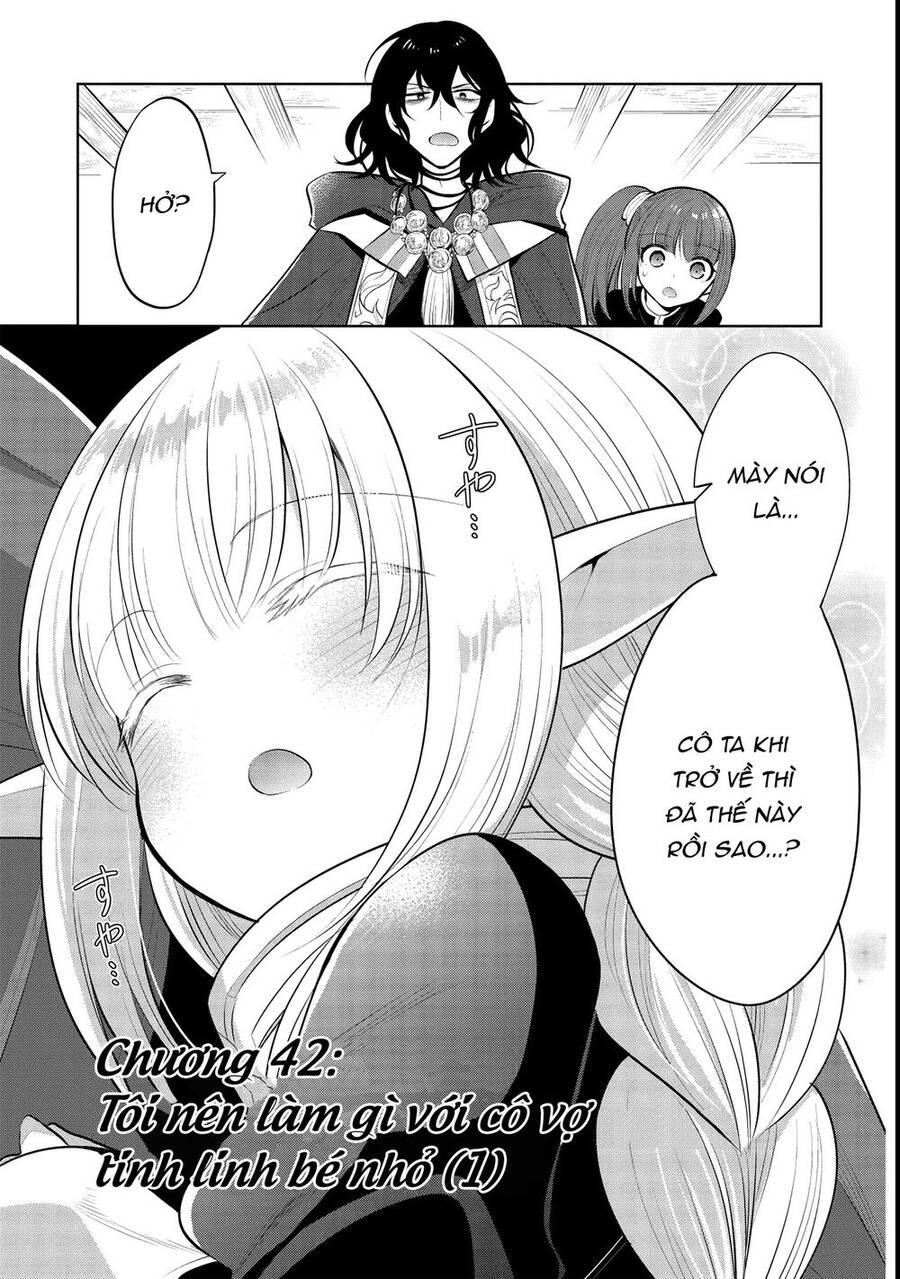 HỞ?
MÀY NÓI
LÀ...
すや...
CÔ TA KHI
TRỞ VỀ THÌ
ĐÃ THẾ NÀY
RỒI SAO...?
すや...
Chương 42:
Tôi nên làm gì với cô vợ
tinh linh bé nhỏ (1)